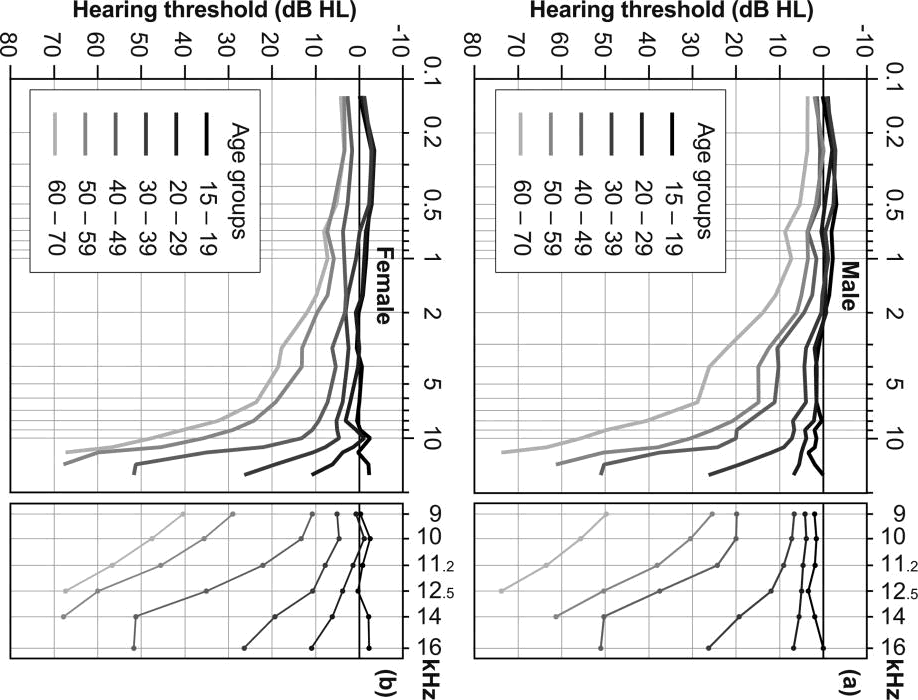 0.1 0.2 0.5 1 2 5 10 9 10 11.2 12.5 14 16 kHz
Male
(a)
Hearing threshold (dB HL)
-10
0
10
20
30
40
50
60
70
80
Age groups
15 – 19
20 – 29
30 – 39
40 – 49
50 – 59
60 – 70
0.1 0.2 0.5 1 2 5 10 9 10 11.2 12.5 14 16 kHz
Female
(b)
Hearing threshold (dB HL)
-10
0
10
20
30
40
50
60
70
80
Age groups
15 – 19
20 – 29
30 – 39
40 – 49
50 – 59
60 – 70